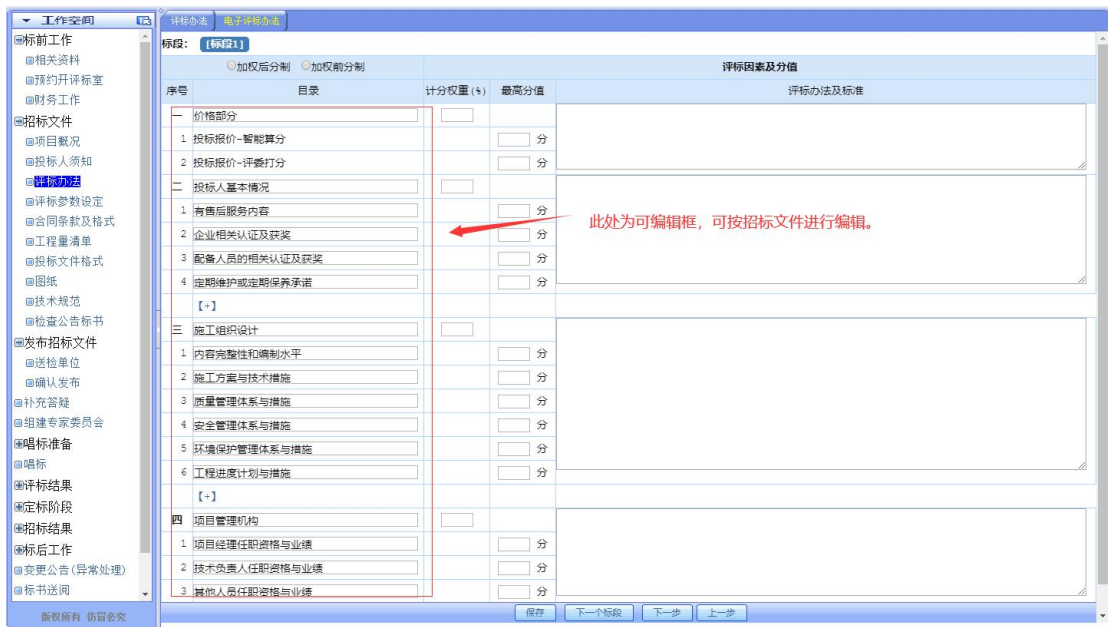 工作空间
标前工作
相关资料
预约开评标室
财务工作
招标文件
项目概况
投标人须知
评标办法
评标参数设定
合同条款及格式
工程量清单
投标文件格式
图纸
技术规范
检查公告标书
发布招标文件
送检单位
确认发布
补充答疑
组建专家委员会
唱标准备
唱标
评标结果
定标阶段
招标结果
标后工作
变更公告(异常处理)
标书送阅
版权所有 仿冒必究
评标办法 电子评标办法
标段: [标段1]
加权后分制 加权前分制 评标因素及分值
序号 目录 计分权重(%) 最高分值 评标办法及标准
一 价格部分
1 投标报价-智能算分 分
2 投标报价-评委打分 分
二 投标人基本情况
1 有售后服务内容 分
2 企业相关认证及获奖 分
此处为可编辑框，可按招标文件进行编辑。
3 配备人员的相关认证及获奖 分
4 定期维护或定期保养承诺 分
【+】
三 施工组织设计
1 内容完整性和编制水平 分
2 施工方案与技术措施 分
3 质量管理体系与措施 分
4 安全管理体系与措施 分
5 环境保护管理体系与措施 分
6 工程进度计划与措施 分
【+】
四 项目管理机构
1 项目经理任职资格与业绩 分
2 技术负责人任职资格与业绩 分
3 其他人员任职资格与业绩 分
保存 下一个标段 下一步 上一步